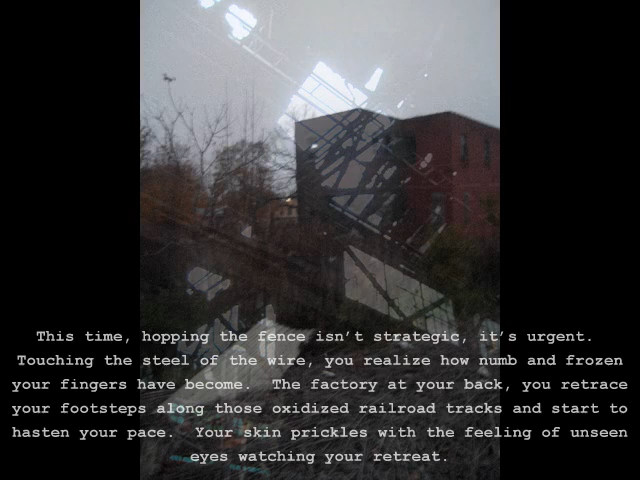 This time, hopping the fence isn't strategic, it's urgent.
Touching the steel of the wire, you realize how numb and frozen
your fingers have become.  The factory at your back, you retrace
your footsteps along those oxidized railroad tracks and start to
hasten your pace.  Your skin prickles with the feeling of unseen
eyes watching your retreat.